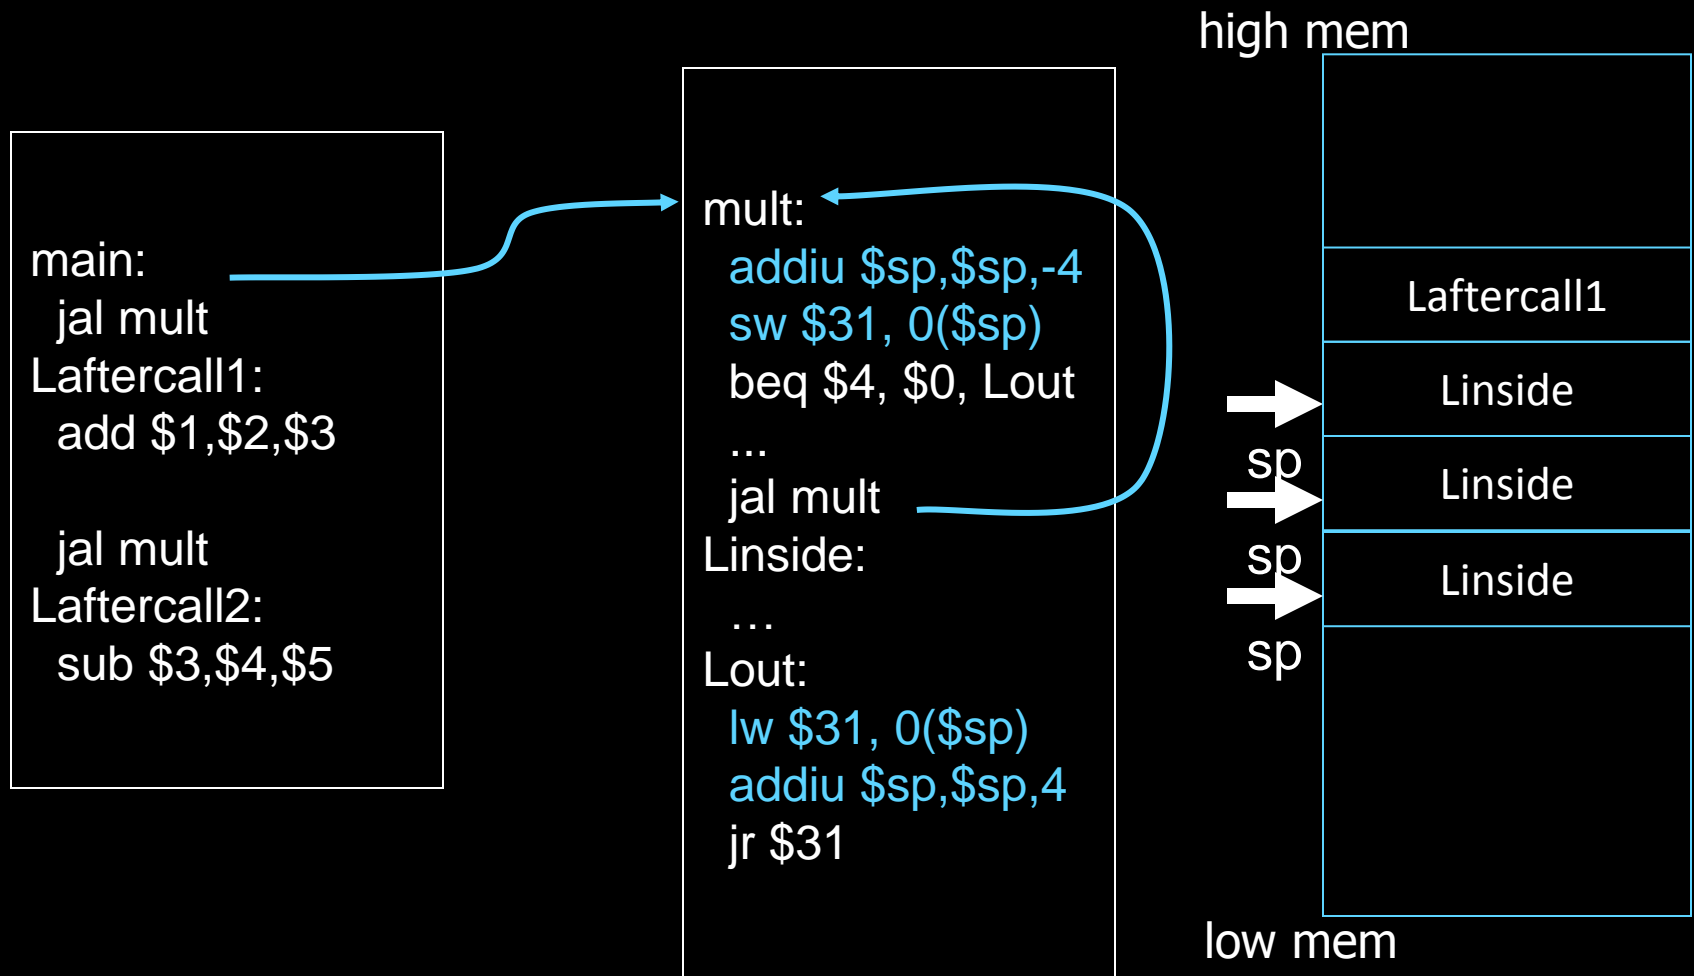 main:
jal mult
Laftercall1:
add $1,$2,$3
jal mult
Laftercall2:
sub $3,$4,$5
mult:
addiu $sp,$sp,-4
sw $31, 0($sp)
beq $4, $0, Lout
...
jal mult
Linside:
…
Lout:
lw $31, 0($sp)
addiu $sp,$sp,4
jr $31
high mem
Laftercall1
Linside
sp
Linside
sp
Linside
sp
low mem